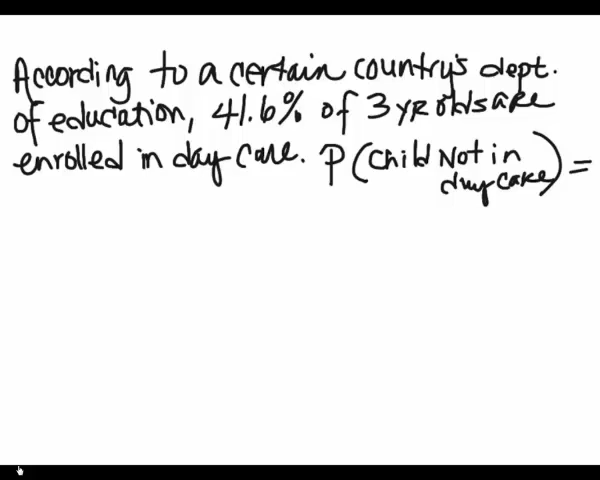 According to a certain country's dept.
of education, 41.6% of 3 yr olds are
enrolled in day care. P(Child Not in
day care) =